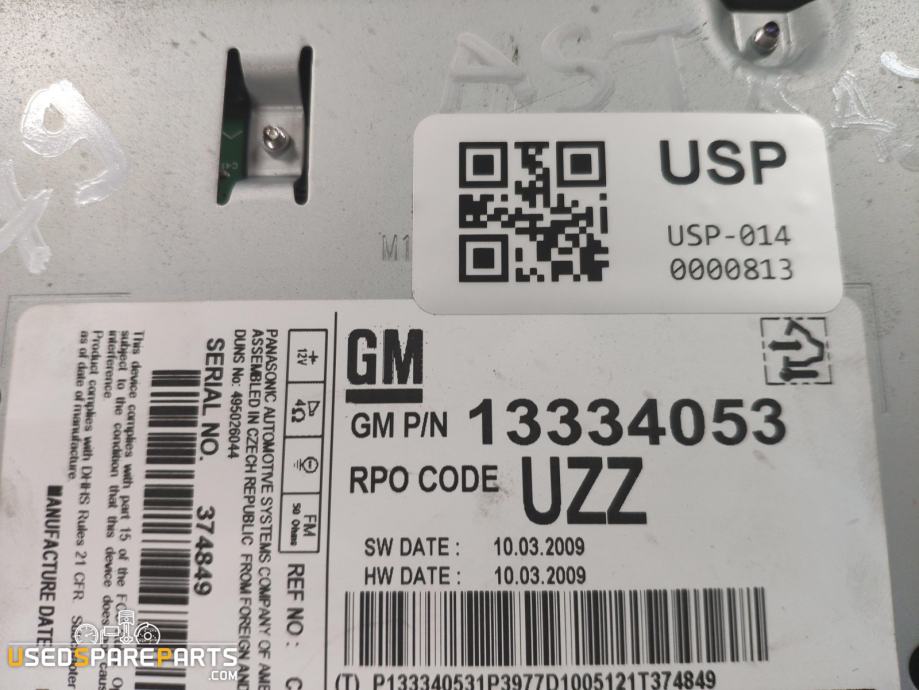 ASTRA J
USP
USP-014
0000813
M1
GM
GM P/N 13334053
RPO CODE UZZ
SW DATE : 10.03.2009
HW DATE : 10.03.2009
(T) P133340531P3977D1005121T374849
+ 12V
4Ω
FM
50 Ohms
REF NO :
PANASONIC AUTOMOTIVE SYSTEMS COMPANY OF AME
ASSEMBLED IN CZECH REPUBLIC FROM FOREIGN AND
DUNS No: 495026044
SERIAL NO. 374849
This device complies with part 15 of the
subject to the condition that this device does
interference.
Product complies with DHHS Rules 21 CFR
as of date of manufacture.
MANUFACTURE DATE
USEDSPAREPARTS